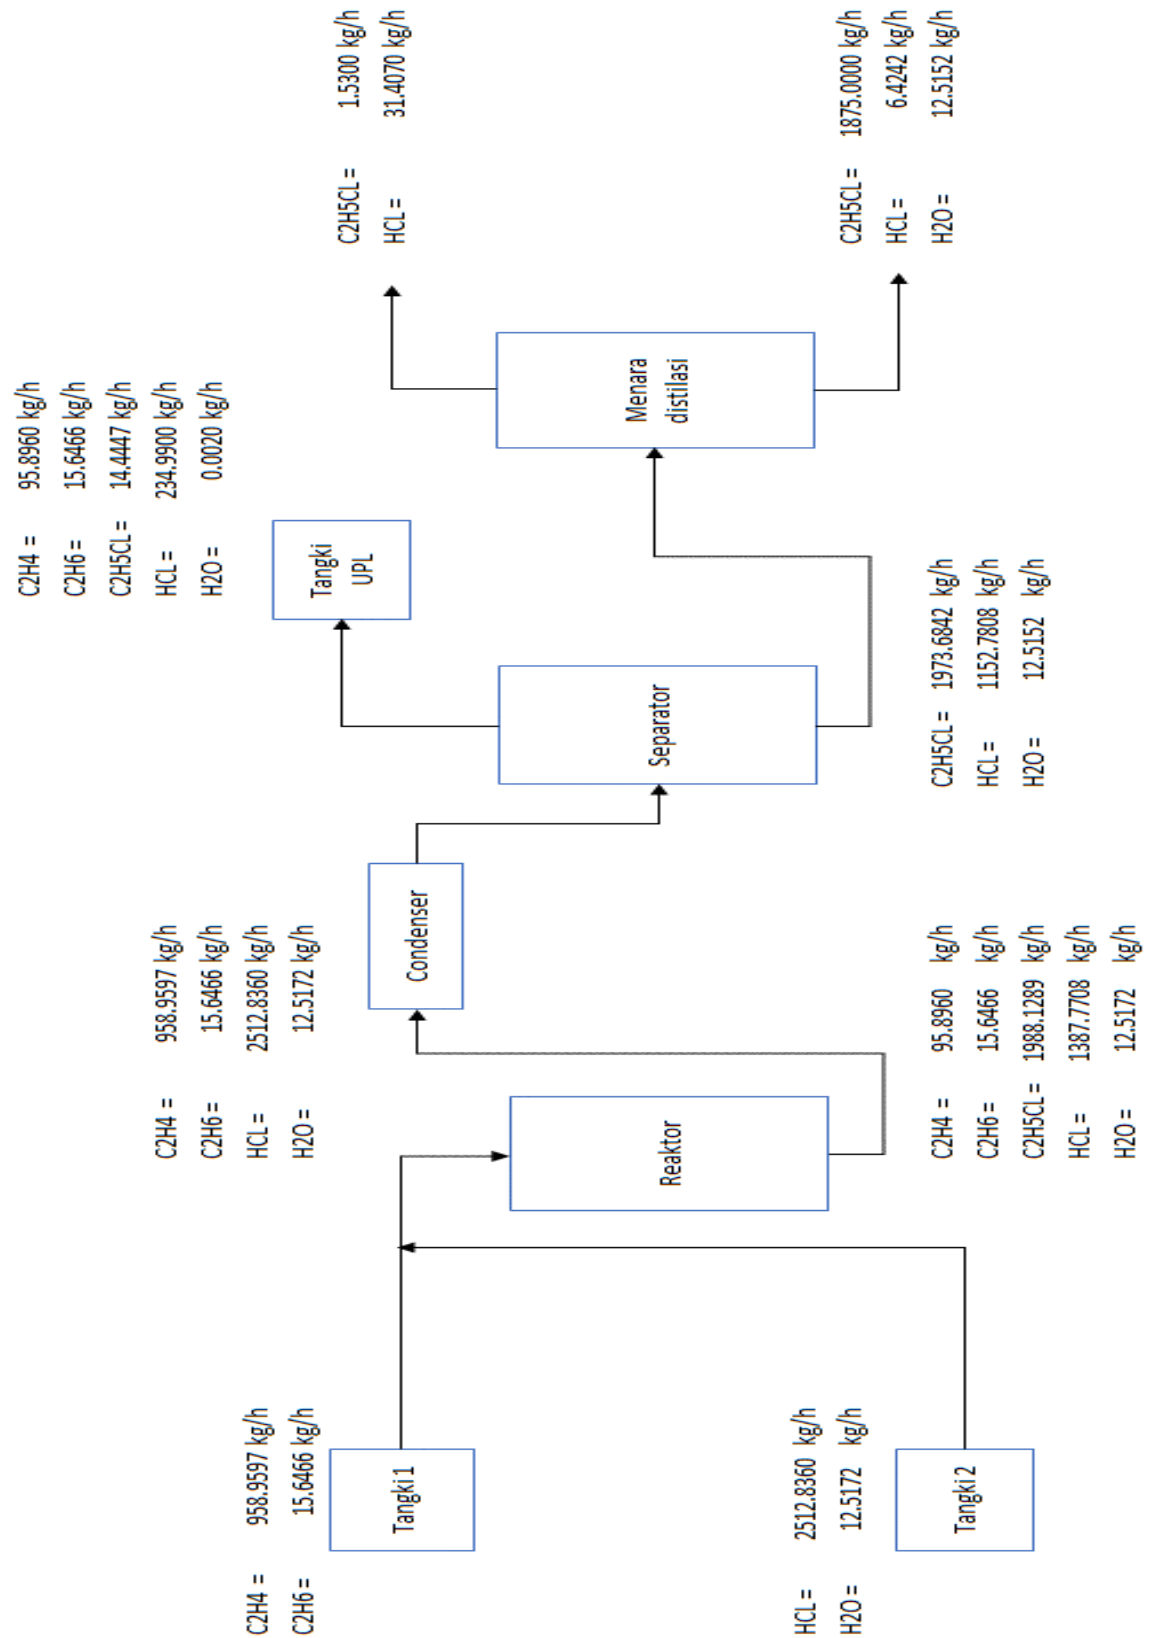 C2H4 = 95.8960 kg/h
C2H6 = 15.6466 kg/h
C2H5CL = 14.4447 kg/h
HCL = 234.9900 kg/h
H2O = 0.0020 kg/h
C2H4 = 958.9597 kg/h
C2H6 = 15.6466 kg/h
HCL = 2512.8360 kg/h
H2O = 12.5172 kg/h
C2H4 = 958.9597 kg/h
C2H6 = 15.6466 kg/h
Tangki 1
Condenser
Tangki
UPL
C2H5CL = 1.5300 kg/h
HCL = 31.4070 kg/h
Reaktor
Separator
Menara
distilasi
HCL = 2512.8360 kg/h
H2O = 12.5172 kg/h
Tangki 2
C2H4 = 95.8960 kg/h
C2H6 = 15.6466 kg/h
C2H5CL = 1988.1289 kg/h
HCL = 1387.7708 kg/h
H2O = 12.5172 kg/h
C2H5CL = 1973.6842 kg/h
HCL = 1152.7808 kg/h
H2O = 12.5152 kg/h
C2H5CL = 1875.0000 kg/h
HCL = 6.4242 kg/h
H2O = 12.5152 kg/h